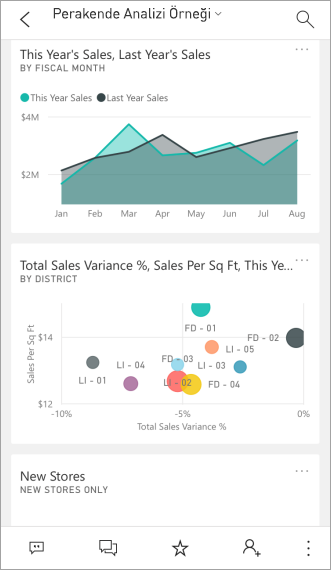 Perakende Analizi Örneği
This Year's Sales, Last Year's Sales
BY FISCAL MONTH
This Year Sales Last Year Sales
$4M
$2M
Jan Feb Mar Apr May Jun Jul Aug
Total Sales Variance %, Sales Per Sq Ft, This Ye...
BY DISTRICT
Sales Per Sq Ft
$14
$12
FD - 01
FD - 02
LI - 05
FD - 03
LI - 04
LI - 03
LI - 01
LI - 02
FD - 04
-10% -5% 0%
Total Sales Variance %
New Stores
NEW STORES ONLY